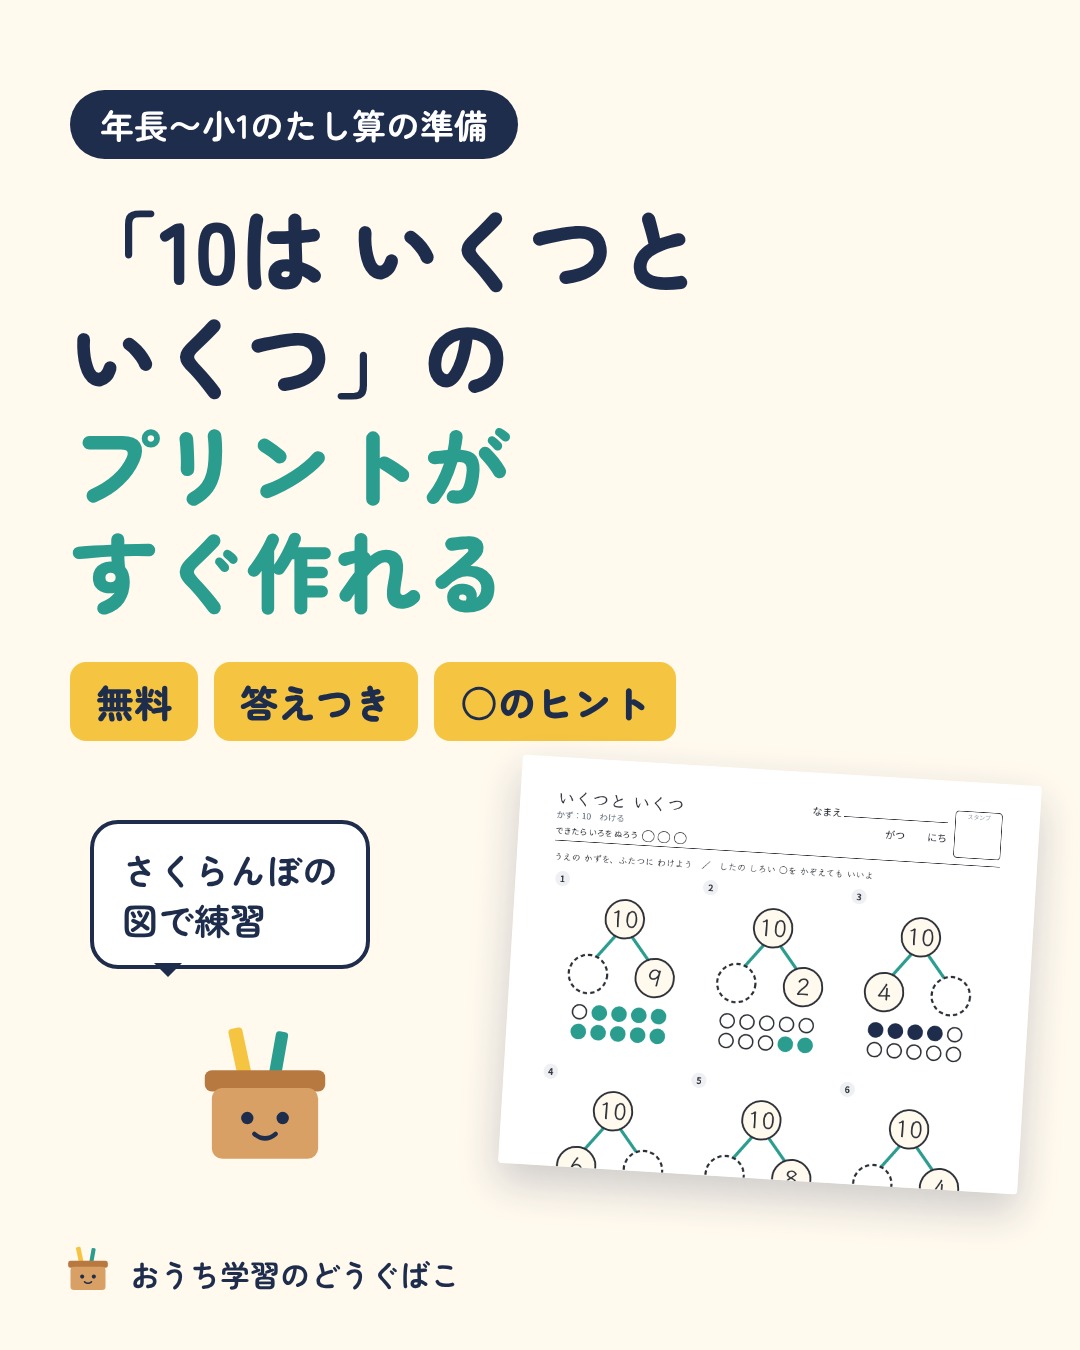 年長〜小1のたし算の準備
「10は いくつと
いくつ」の
プリントが
すぐ作れる
無料
答えつき
○のヒント
さくらんぼの
図で練習
いくつと いくつ
かず：10 わける
できたら いろを ぬろう ○○○
なまえ
がつ にち
スタンプ
うえの かずを、ふたつに わけよう ／ したの しろい ○を かぞえても いいよ
1
10
9
2
10
2
3
10
4
4
10
6
5
10
8
6
10
4
おうち学習のどうぐばこ